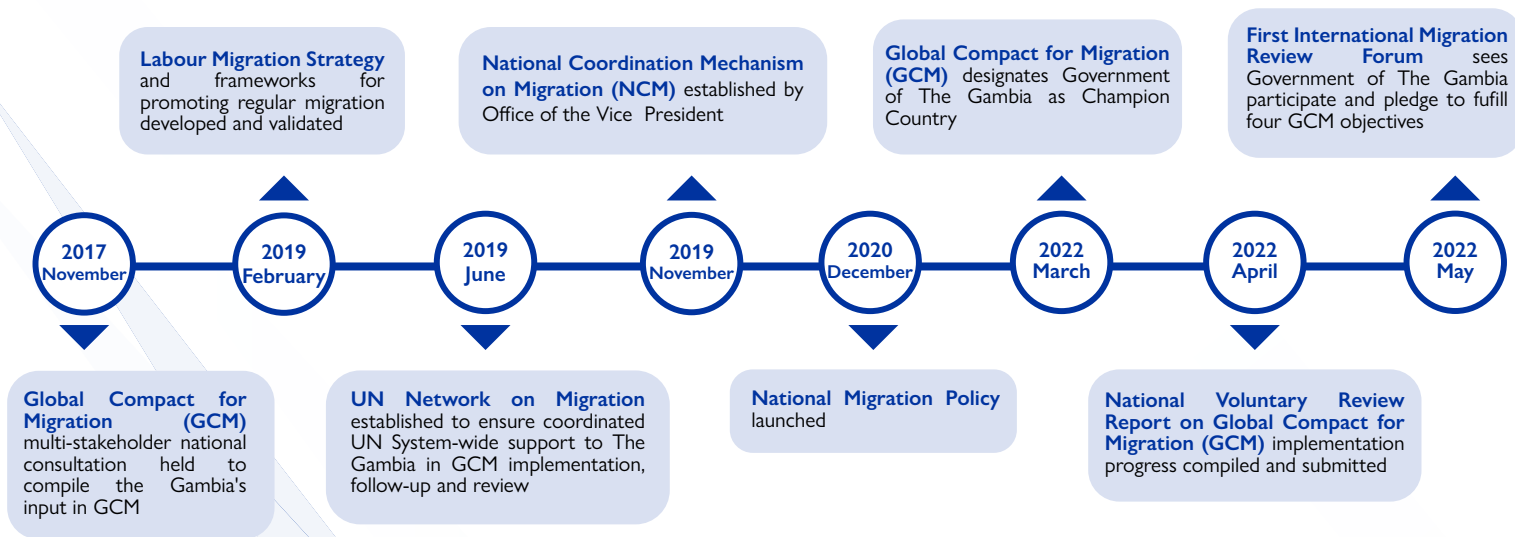 Labour Migration Strategy
and frameworks for
promoting regular migration
developed and validated
National Coordination Mechanism
on Migration (NCM) established by
Office of the Vice President
Global Compact for Migration
(GCM) designates Government
of The Gambia as Champion
Country
First International Migration
Review Forum sees
Government of The Gambia
participate and pledge to fufill
four GCM objectives
2017
November
2019
February
2019
June
2019
November
2020
December
2022
March
2022
April
2022
May
Global Compact for
Migration (GCM)
multi-stakeholder national
consultation held to
compile the Gambia's
input in GCM
UN Network on Migration
established to ensure coordinated
UN System-wide support to The
Gambia in GCM implementation,
follow-up and review
National Migration Policy
launched
National Voluntary Review
Report on Global Compact for
Migration (GCM) implementation
progress compiled and submitted